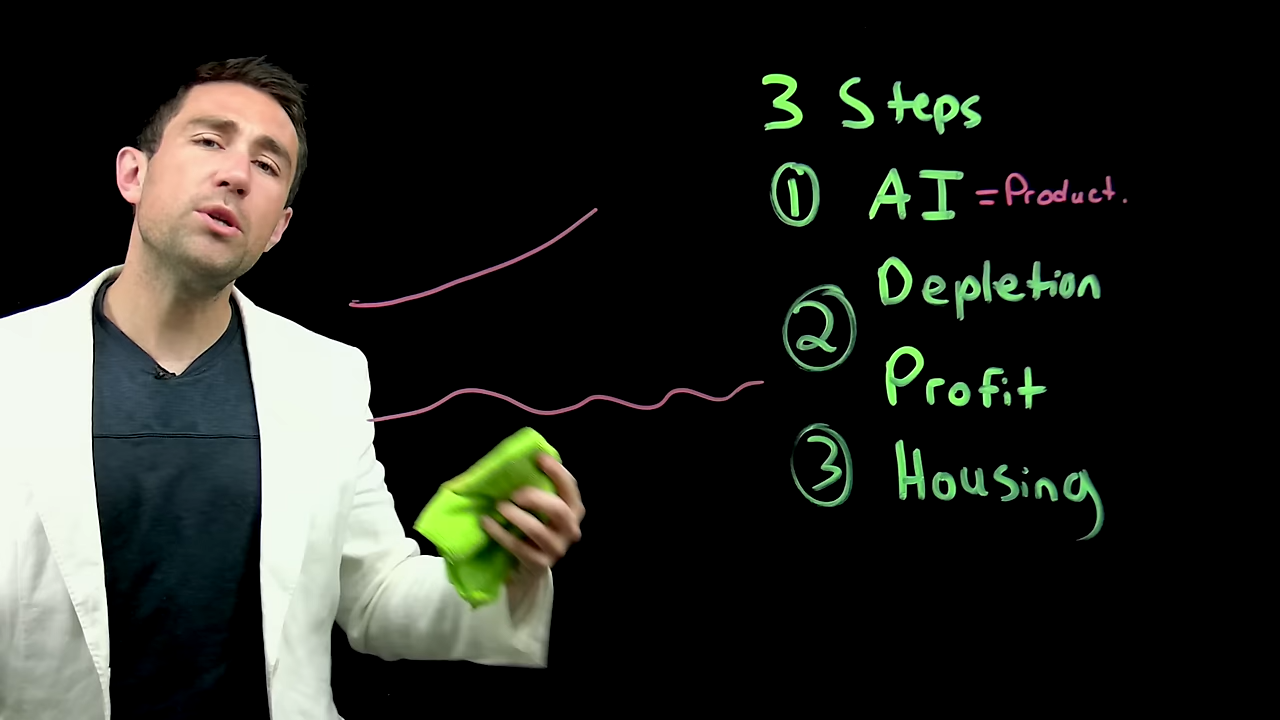 3 Steps
① AI = Product.
② Depletion
Profit
③ Housing